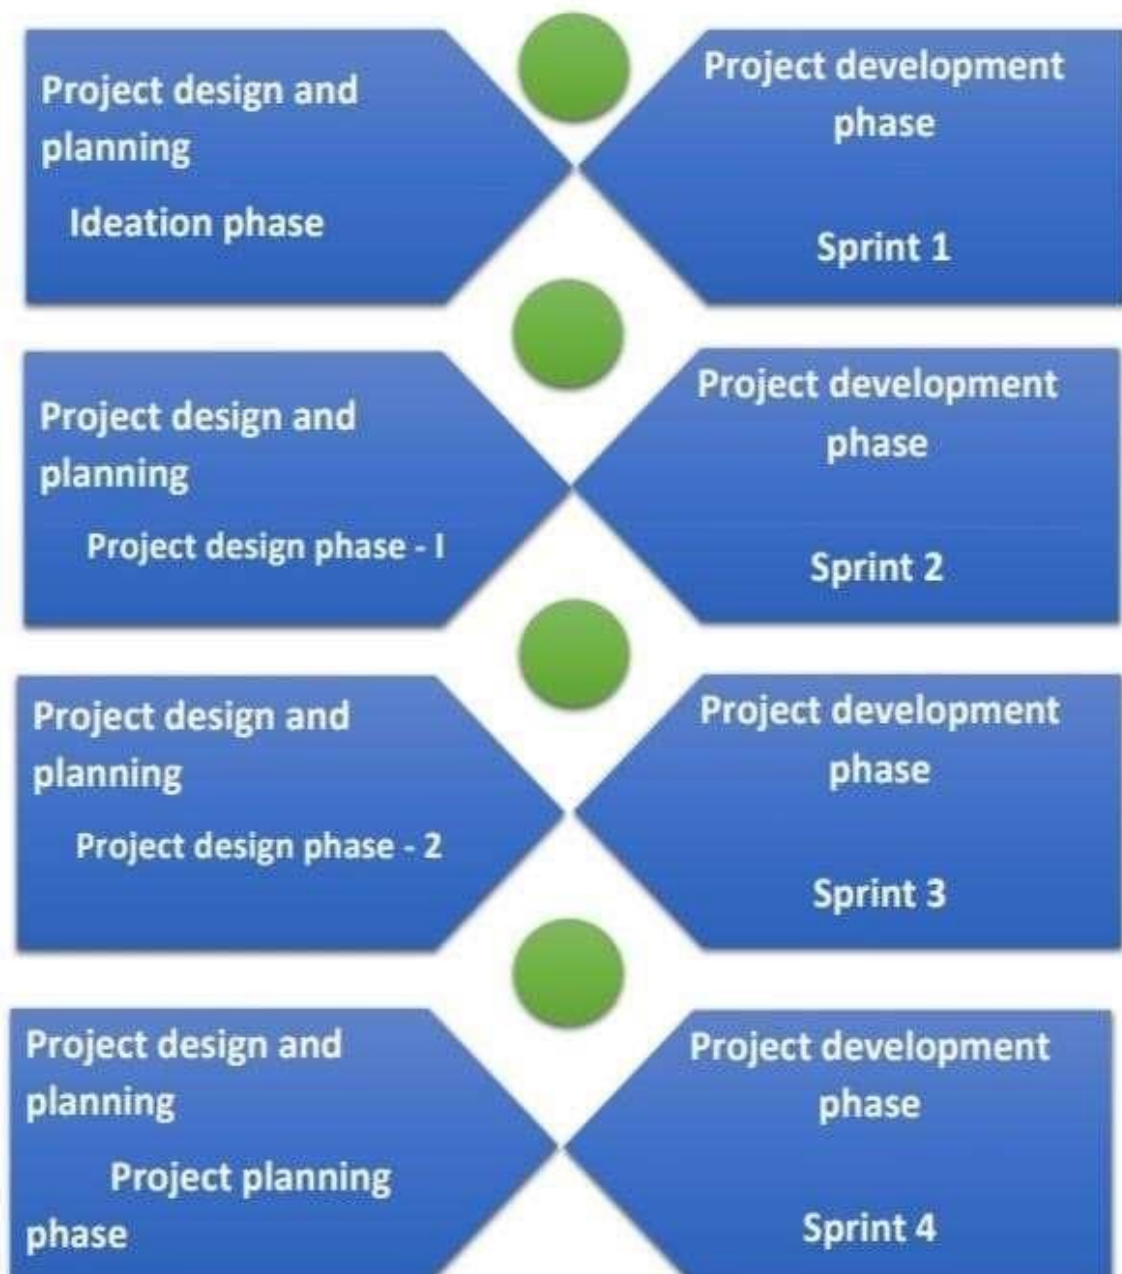 Project design and
planning
Ideation phase
Project development
phase
Sprint 1
Project design and
planning
Project design phase - I
Project development
phase
Sprint 2
Project design and
planning
Project design phase - 2
Project development
phase
Sprint 3
Project design and
planning
Project planning
phase
Project development
phase
Sprint 4